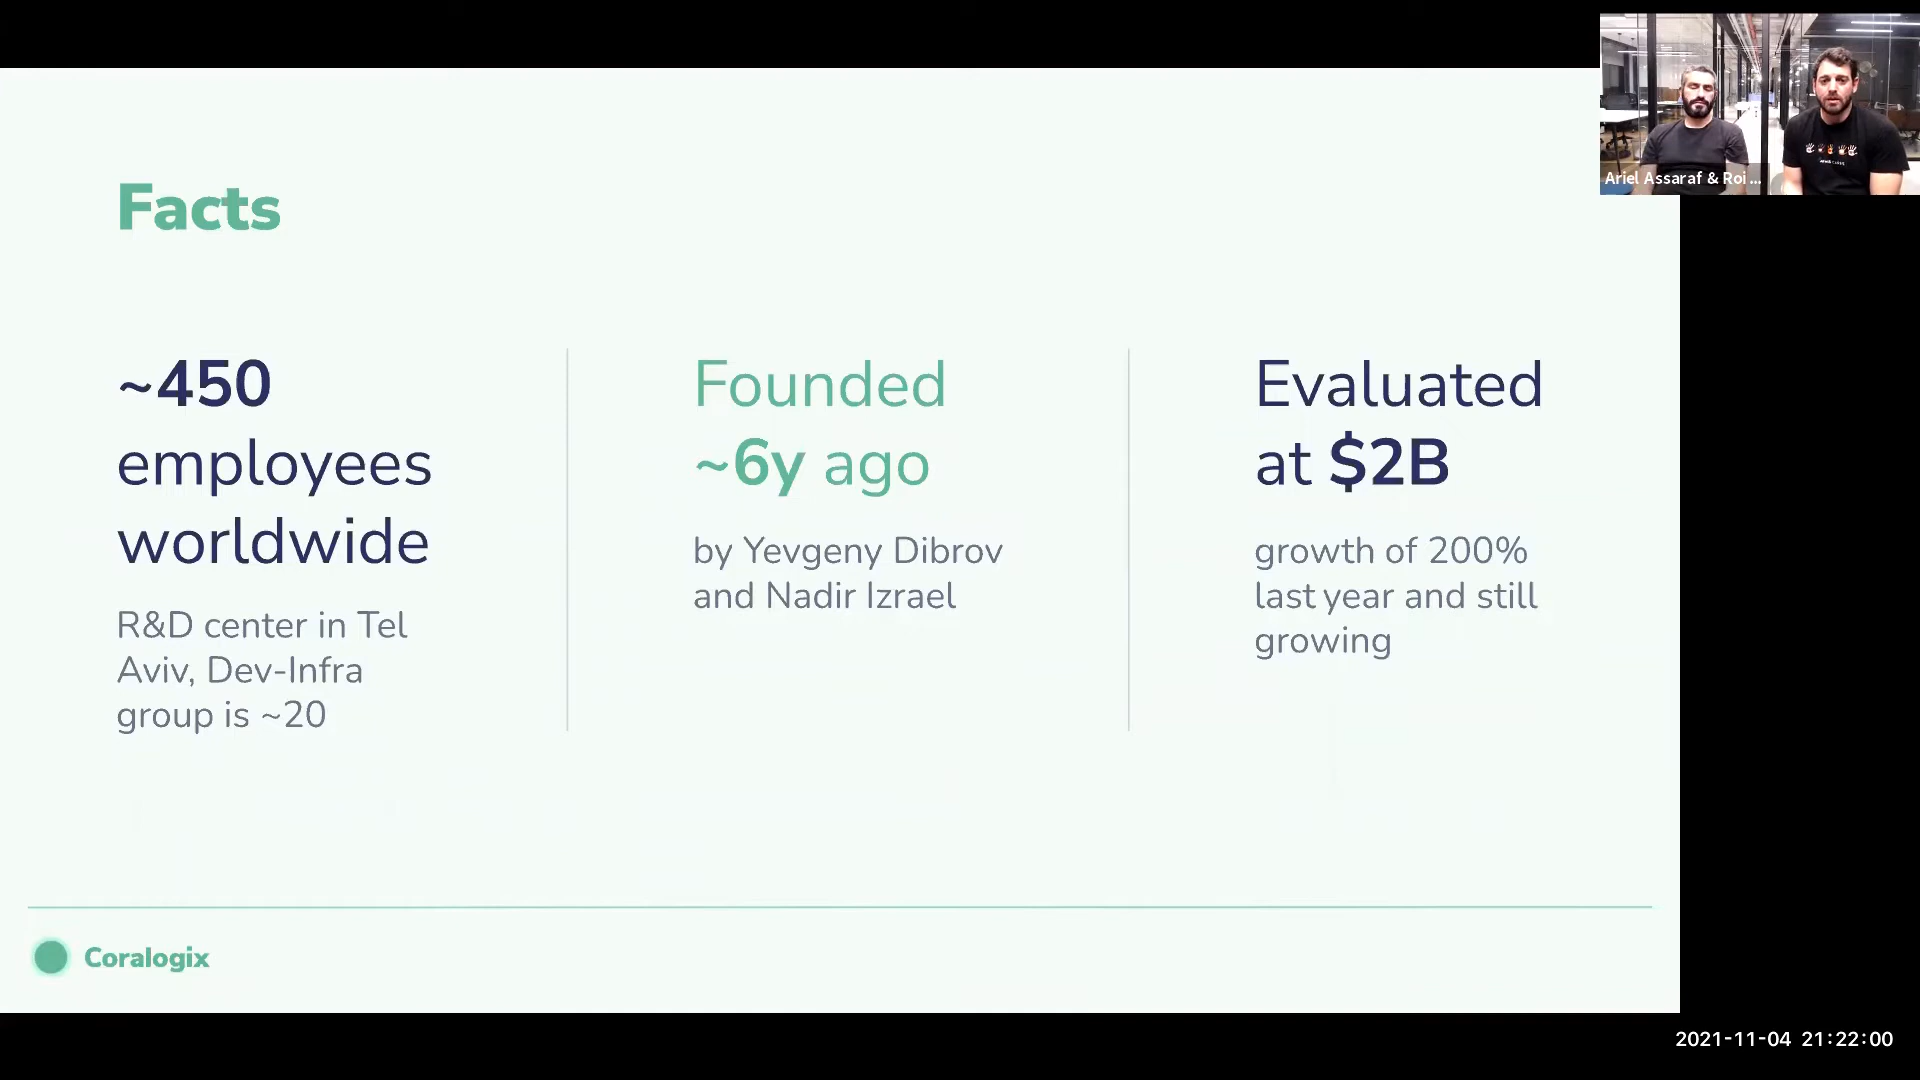 Ariel Assaraf & Roi ...
Facts
~450
employees
worldwide
R&D center in Tel
Aviv, Dev-Infra
group is ~20
Founded
~6y ago
by Yevgeny Dibrov
and Nadir Izrael
Evaluated
at $2B
growth of 200%
last year and still
growing
Coralogix
2021-11-04 21:22:00